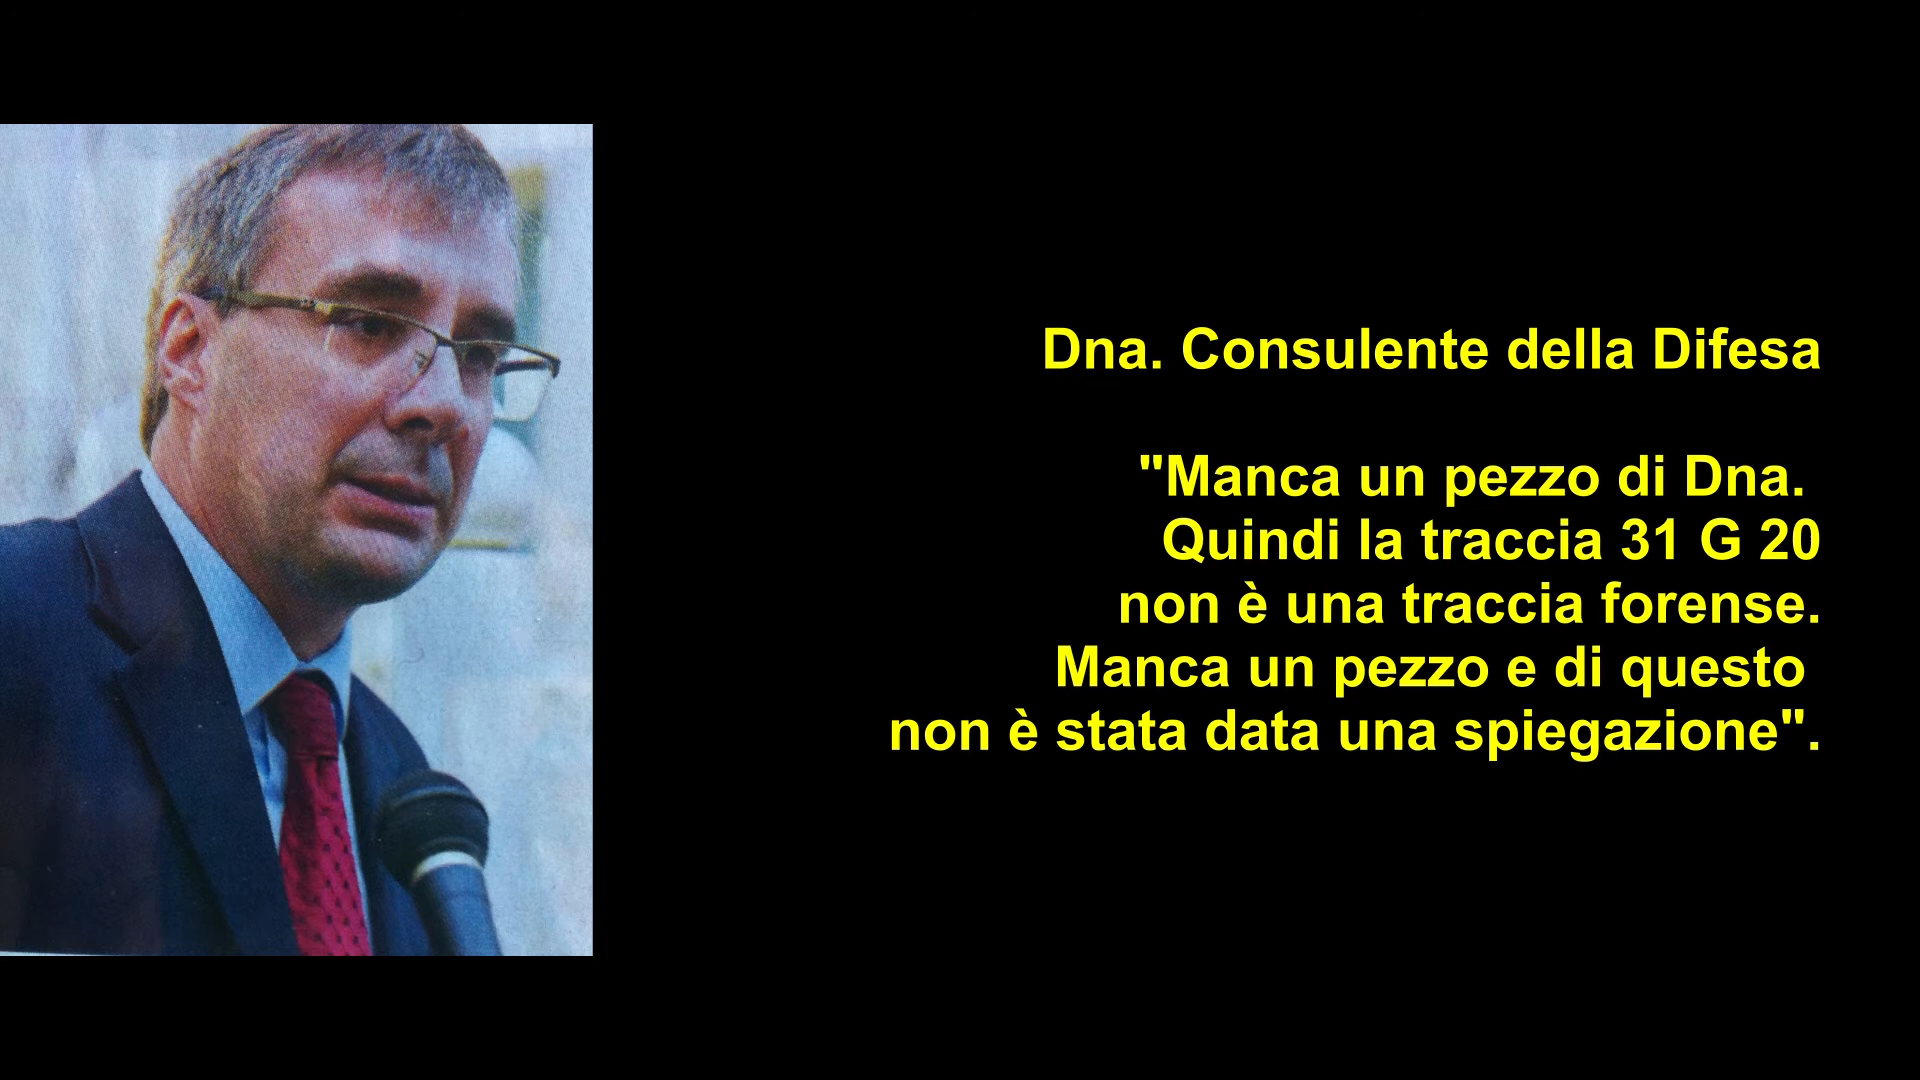 Dna. Consulente della Difesa
"Manca un pezzo di Dna.
Quindi la traccia 31 G 20
non è una traccia forense.
Manca un pezzo e di questo
non è stata data una spiegazione".